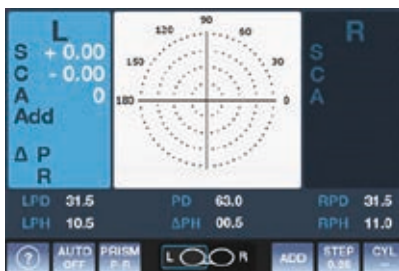 L
S + 0.00
C - 0.00
A 0
Add
Δ P
R
90
120 60
150 30
180 0
R
S
C
A
LPD 31.5 PD 63.0 RPD 31.5
LPH 10.5 ΔPH 00.5 RPH 11.0
? AUTO OFF PRISM P-R L R ADD STEP 0.25 CYL